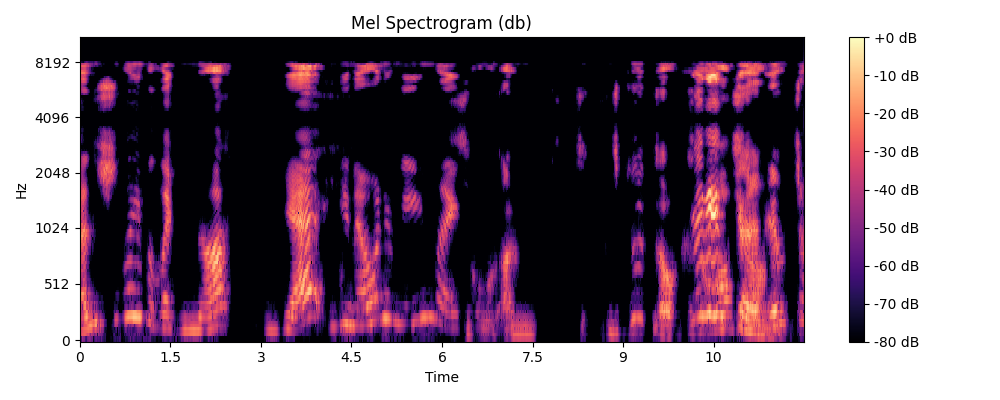 Mel Spectrogram (db)
8192
4096
2048
1024
512
0
Hz
0 1.5 3 4.5 6 7.5 9 10
Time
+0 dB
-10 dB
-20 dB
-30 dB
-40 dB
-50 dB
-60 dB
-70 dB
-80 dB